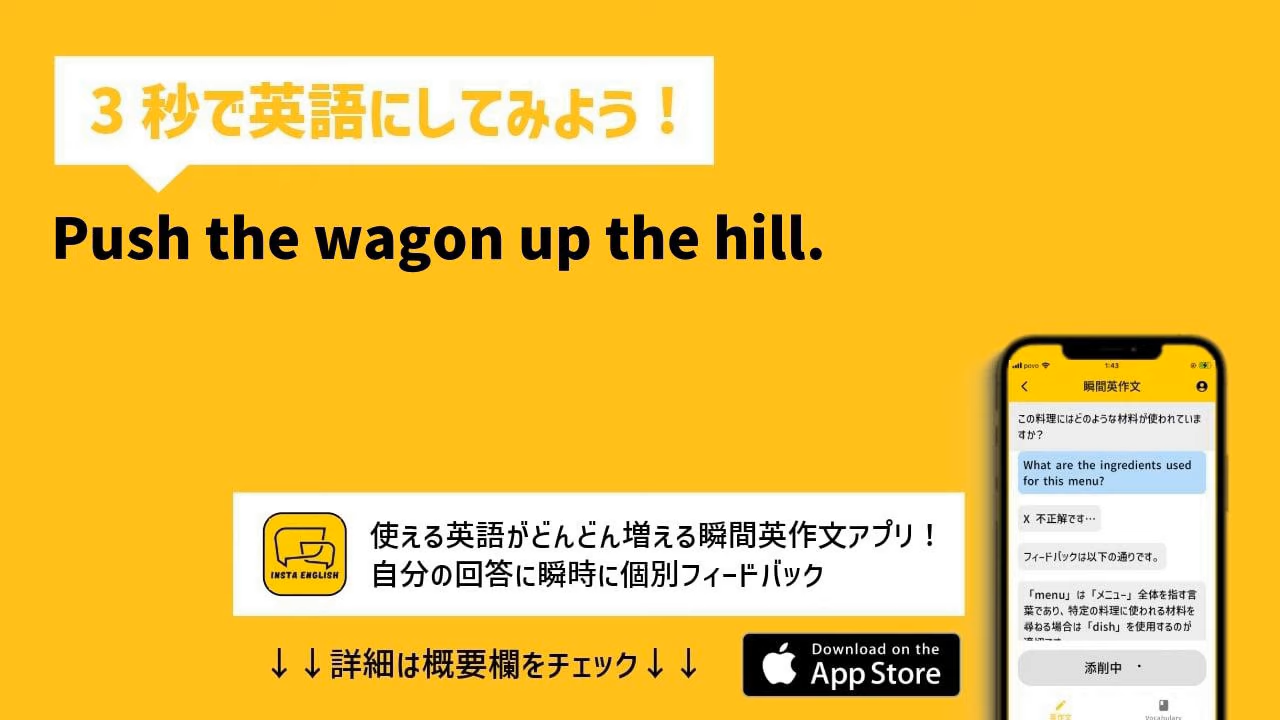 3 秒で英語にしてみよう！
Push the wagon up the hill.
povo
1:43
瞬間英作文
この料理にはどのような材料が使われていま
すか？
What are the ingredients used
for this menu?
X 不正解です…
フィードバックは以下の通りです。
「menu」は「メニュー」全体を指す言
葉であり、特定の料理に使われる材料を
尋ねる場合は「dish」を使用するのが
添削中
英作文
Vocabulary
INSTA ENGLISH
使える英語がどんどん増える瞬間英作文アプリ！
自分の回答に瞬時に個別フィードバック
↓↓詳細は概要欄をチェック↓↓
Download on the
App Store